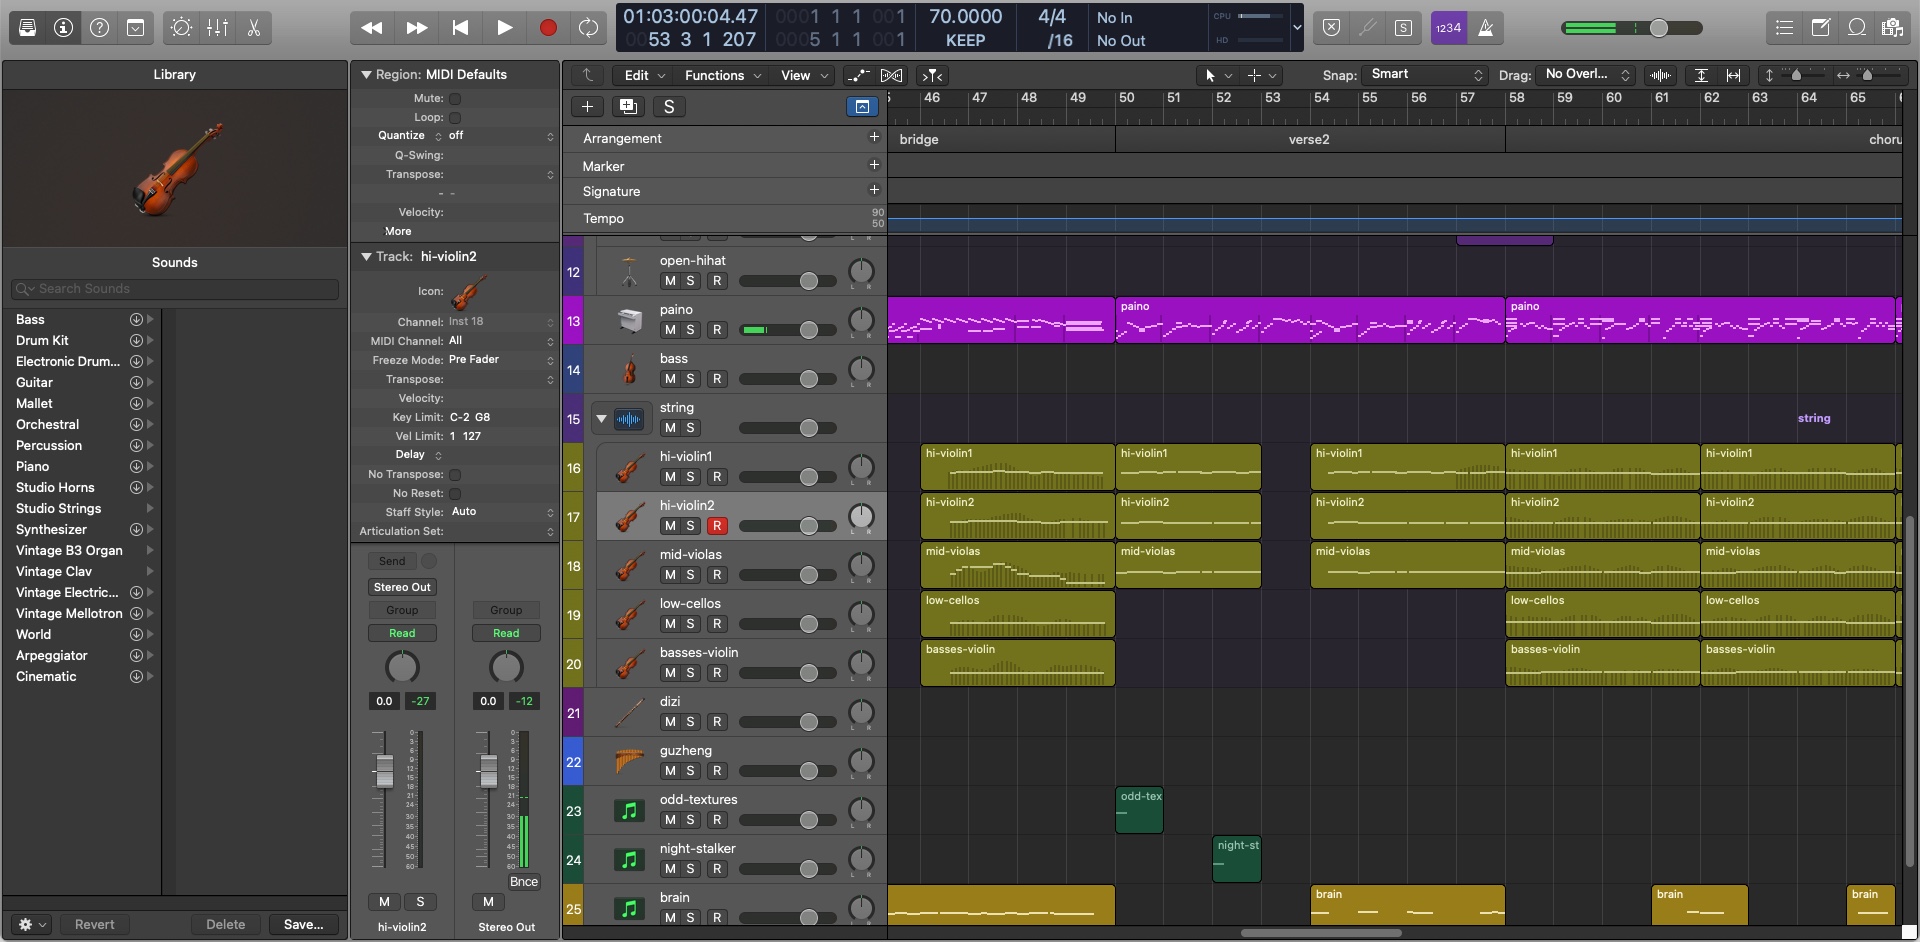 01:03:00:04.47
0053 3 1 207
0001 1 1 001
0005 1 1 001
70.0000
KEEP
4/4
/16
No In
No Out
CPU
HD
1234
Library
Sounds
Search Sounds
Bass
Drum Kit
Electronic Drum...
Guitar
Mallet
Orchestral
Percussion
Piano
Studio Horns
Studio Strings
Synthesizer
Vintage B3 Organ
Vintage Clav
Vintage Electric...
Vintage Mellotron
World
Arpeggiator
Cinematic
Revert
Delete
Save...
Region: MIDI Defaults
Mute:
Loop:
Quantize off
Q-Swing:
Transpose:
- -
Velocity:
More
Track: hi-violin2
Icon:
Channel: Inst 18
MIDI Channel: All
Freeze Mode: Pre Fader
Transpose:
Velocity:
Key Limit: C-2 G8
Vel Limit: 1 127
Delay
No Transpose:
No Reset:
Staff Style: Auto
Articulation Set:
Send
Stereo Out
Group Group
Read Read
0.0 -27 0.0 -12
Bnce
M S M
hi-violin2 Stereo Out
Edit Functions View
Snap: Smart
Drag: No Overl...
S
46 47 48 49 50 51 52 53 54 55 56 57 58 59 60 61 62 63 64 65
Arrangement
bridge verse2 choru
Marker
Signature
Tempo
90
50
12 open-hihat
M S R
13 paino
M S R
paino paino
14 bass
M S R
15 string
M S
string
16 hi-violin1
M S R
hi-violin1 hi-violin1 hi-violin1 hi-violin1 hi-violin1
17 hi-violin2
M S R
hi-violin2 hi-violin2 hi-violin2 hi-violin2 hi-violin2
18 mid-violas
M S R
mid-violas mid-violas mid-violas mid-violas mid-violas
19 low-cellos
M S R
low-cellos low-cellos low-cellos
20 basses-violin
M S R
basses-violin basses-violin basses-violin
21 dizi
M S R
22 guzheng
M S R
23 odd-textures
M S R
odd-tex
24 night-stalker
M S R
night-st
25 brain
M S R
brain brain brain